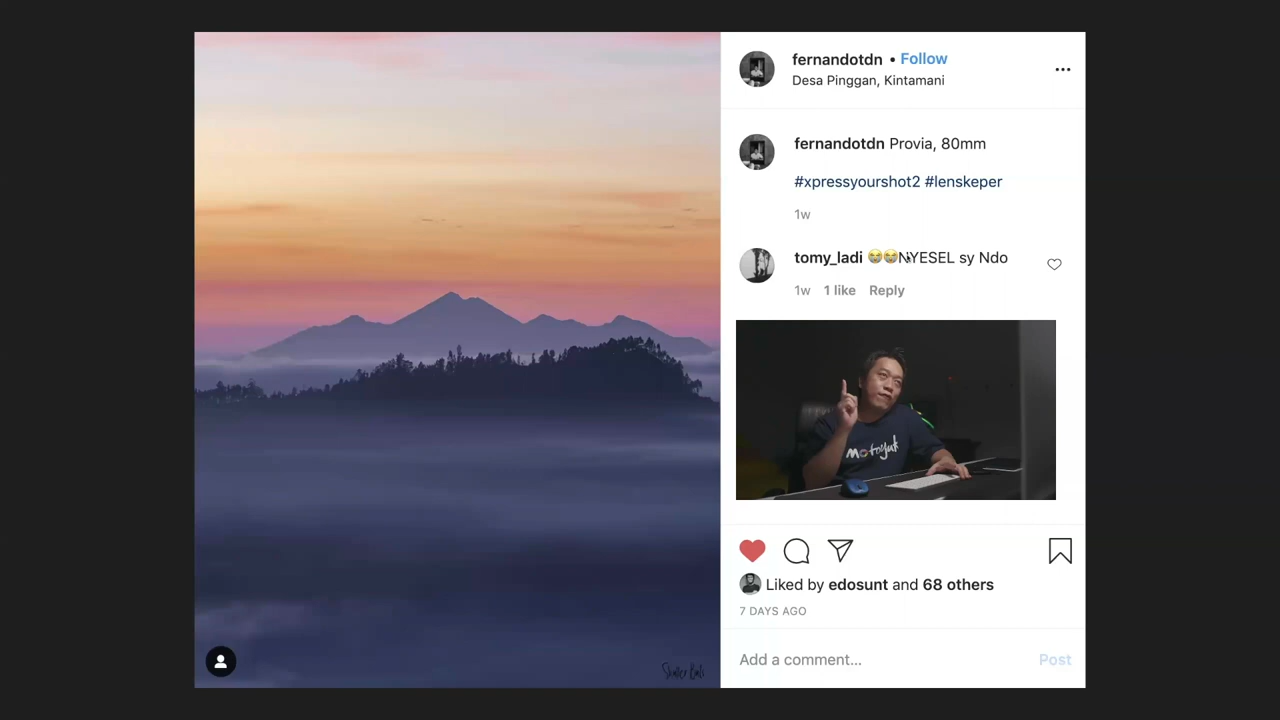 fernandotdn • Follow
Desa Pinggan, Kintamani
fernandotdn Provia, 80mm
#xpressyourshot2 #lenskeper
1w
tomy_ladi 😭😭NYESEL sy Ndo
1w 1 like Reply
motoyuk
Liked by edosunt and 68 others
7 DAYS AGO
Add a comment... Post